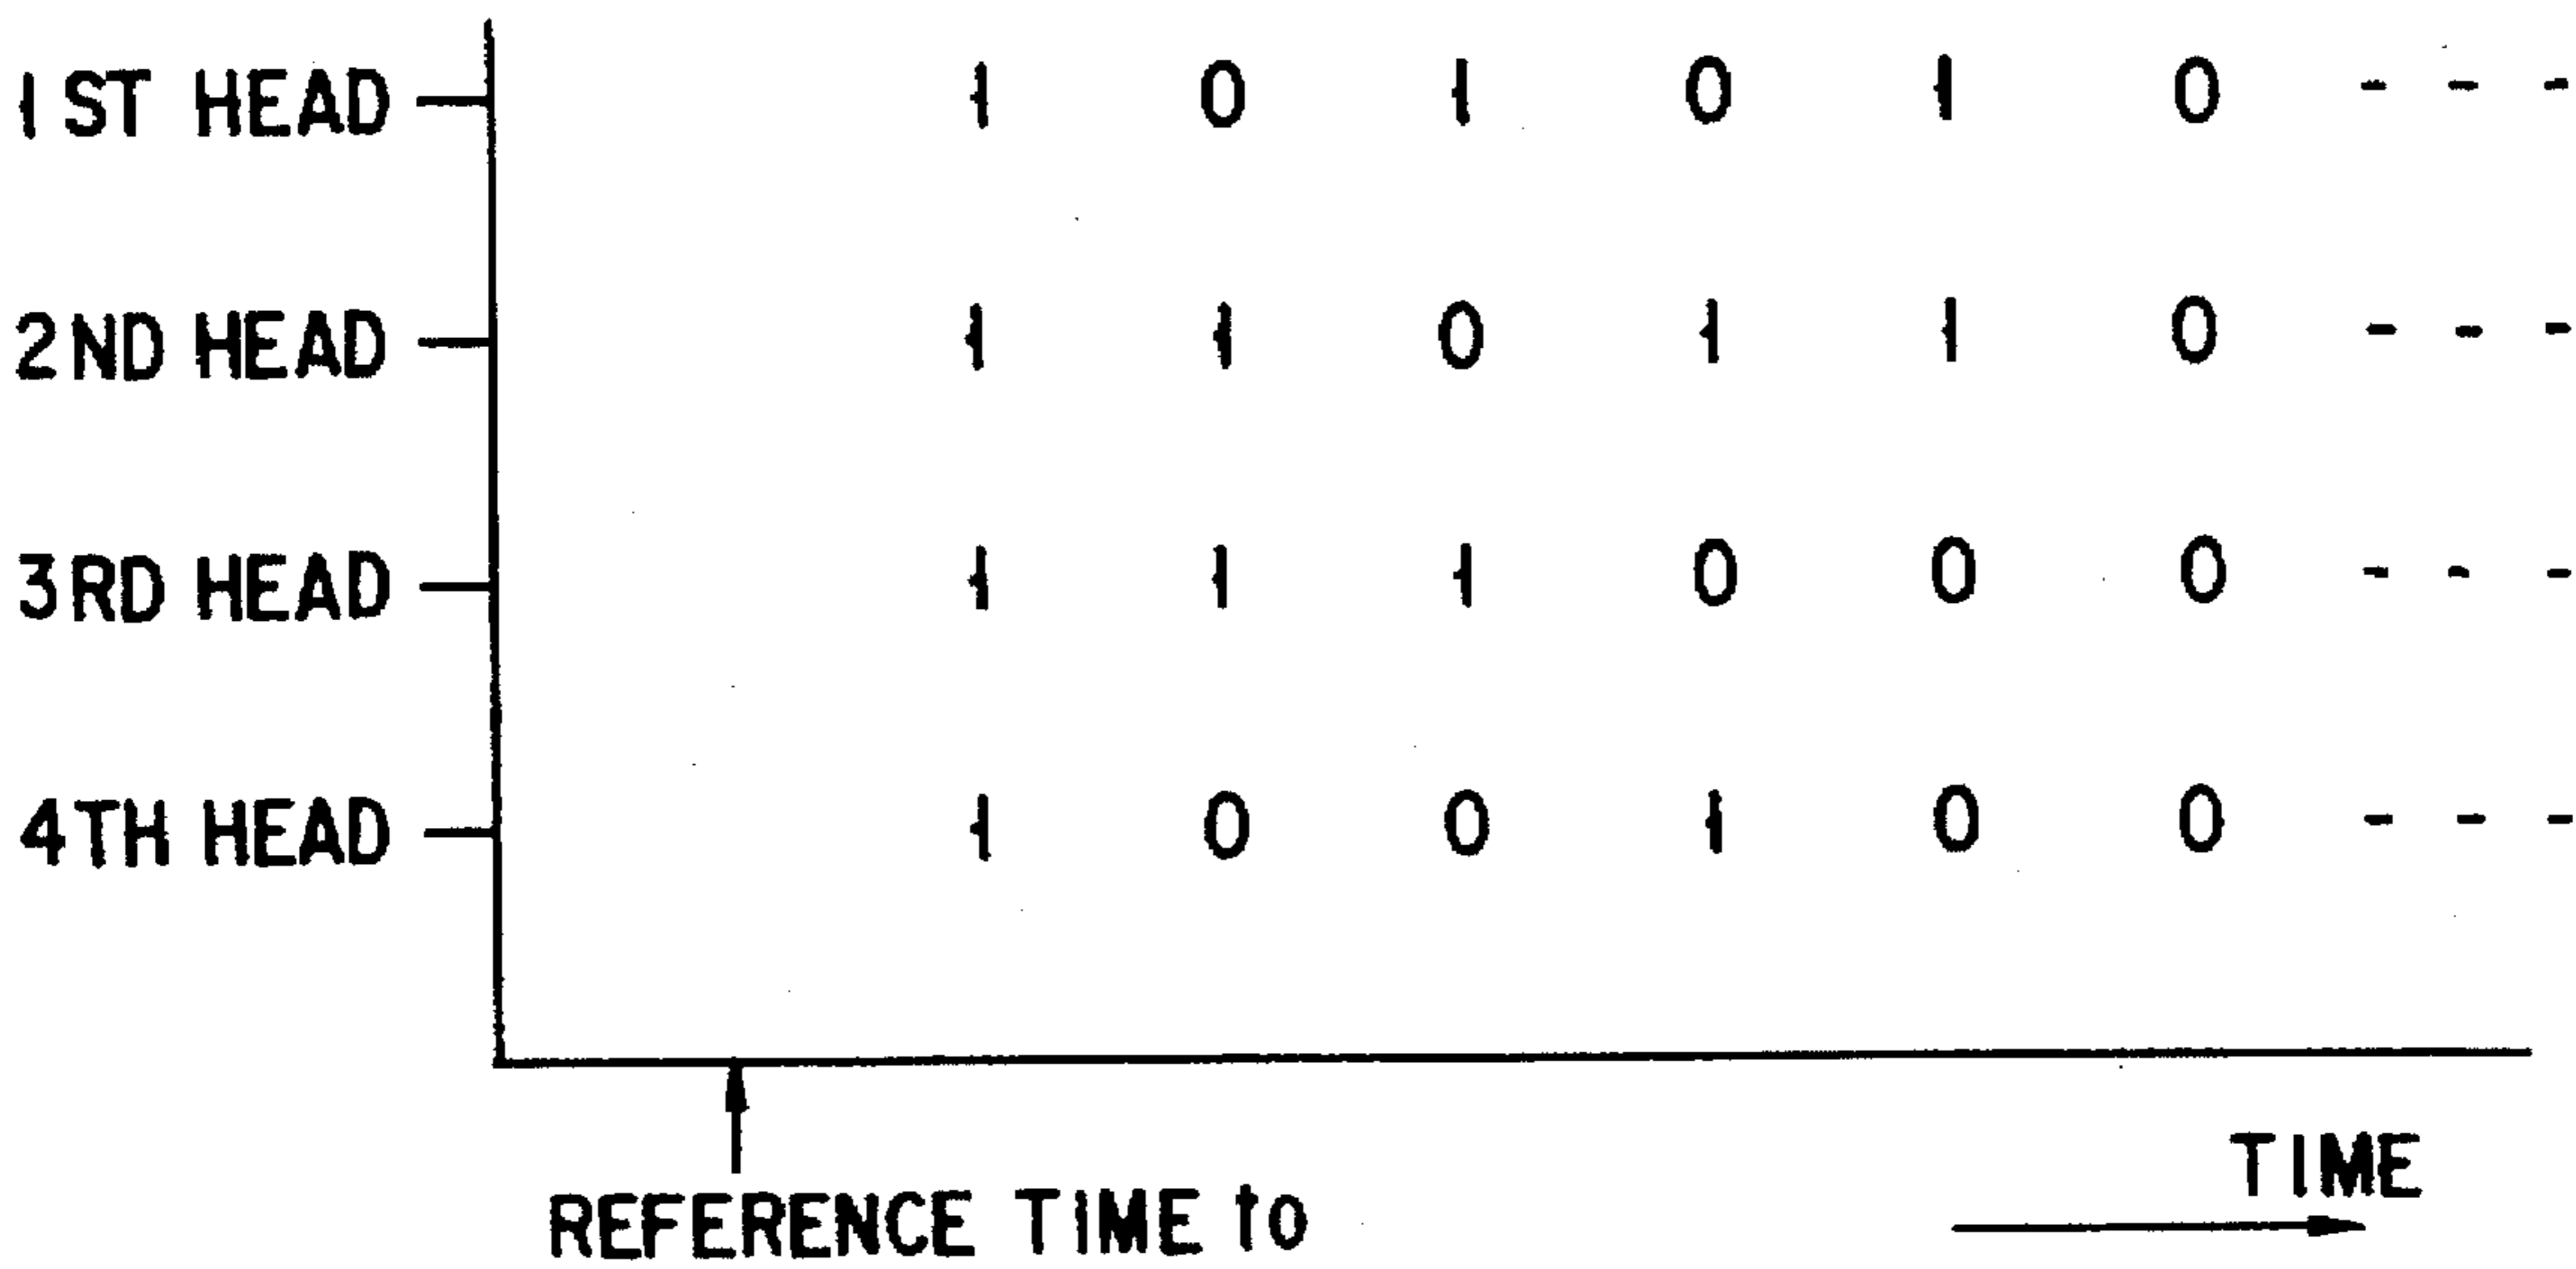 1ST HEAD 1 0 1 0 1 0 - - -
2ND HEAD 1 1 0 1 1 0 - - -
3RD HEAD 1 1 1 0 0 0 - - -
4TH HEAD 1 0 0 1 0 0 - - -
TIME
REFERENCE TIME to